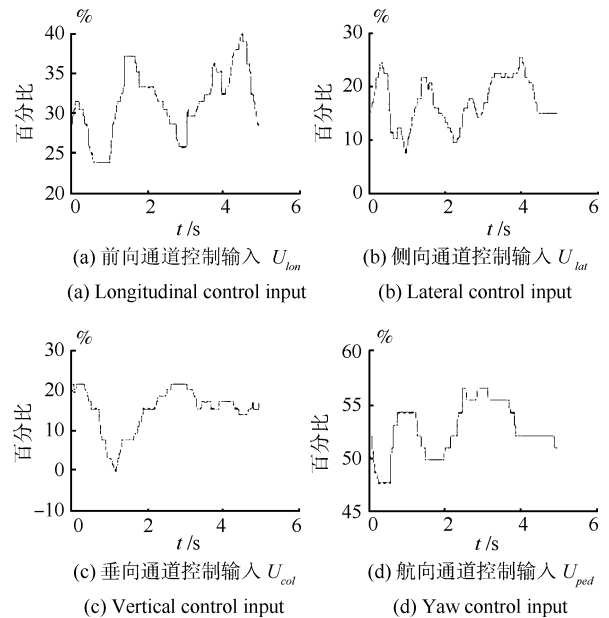 %
40
35
30
25
20
百分比
0
2
4
6
t/s
(a) 前向通道控制输入 U_lon
(a) Longitudinal control input
%
30
20
10
0
百分比
0
2
4
6
t/s
(b) 侧向通道控制输入 U_lat
(b) Lateral control input
%
30
20
10
0
-10
百分比
0
2
4
6
t/s
(c) 垂向通道控制输入 U_col
(c) Vertical control input
%
60
55
50
45
百分比
0
2
4
6
t/s
(d) 航向通道控制输入 U_ped
(d) Yaw control input